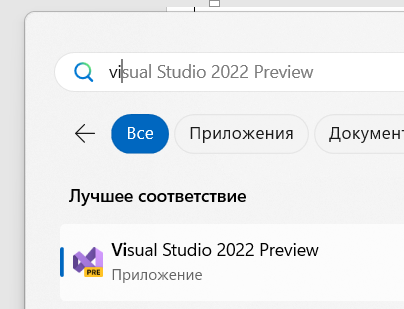 visual Studio 2022 Preview
Все Приложения Документ
Лучшее соответствие
Visual Studio 2022 Preview
PRE
Приложение